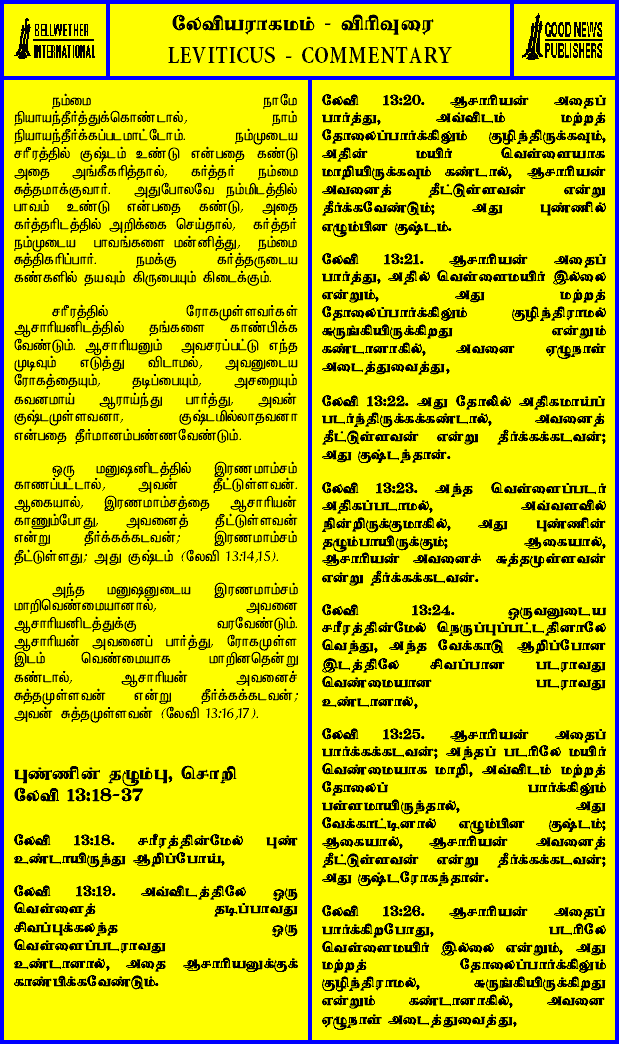 BELLWETHER
INTERNATIONAL
லேவியராகமம் - விரிவுரை
LEVITICUS - COMMENTARY
GOOD NEWS
PUBLISHERS
நம்மை நாமே
நியாயந்தீர்த்துக்கொண்டால், நாம்
நியாயந்தீர்க்கப்படமாட்டோம். நம்முடைய
சரீரத்தில் குஷ்டம் உண்டு என்பதை கண்டு
அதை அங்கீகரித்தால், கர்த்தர் நம்மை
சுத்தமாக்குவார். அதுபோலவே நம்மிடத்தில்
பாவம் உண்டு என்பதை கண்டு, அதை
கர்த்தரிடத்தில் அறிக்கை செய்தால், கர்த்தர்
நம்முடைய பாவங்களை மன்னித்து, நம்மை
சுத்திகரிப்பார். நமக்கு கர்த்தருடைய
கண்களில் தயவும் கிருபையும் கிடைக்கும்.
சரீரத்தில் ரோகமுள்ளவர்கள்
ஆசாரியனிடத்தில் தங்களை காண்பிக்க
வேண்டும். ஆசாரியனும் அவசரப்பட்டு எந்த
முடிவும் எடுத்து விடாமல், அவனுடைய
ரோகத்தையும், தடிப்பையும், அசறையும்
கவனமாய் ஆராய்ந்து பார்த்து, அவன்
குஷ்டமுள்ளவனா, குஷ்டமில்லாதவனா
என்பதை தீர்மானம்பண்ணவேண்டும்.
ஒரு மனுஷனிடத்தில் இரணமாம்சம்
காணப்பட்டால், அவன் தீட்டுள்ளவன்.
ஆகையால், இரணமாம்சத்தை ஆசாரியன்
காணும்போது, அவனைத் தீட்டுள்ளவன்
என்று தீர்க்கக்கடவன்; இரணமாம்சம்
தீட்டுள்ளது; அது குஷ்டம் (லேவி 13:14,15).
அந்த மனுஷனுடைய இரணமாம்சம்
மாறிவெண்மையானால், அவனை
ஆசாரியனிடத்துக்கு வரவேண்டும்.
ஆசாரியன் அவனைப் பார்த்து, ரோகமுள்ள
இடம் வெண்மையாக மாறினதென்று
கண்டால், ஆசாரியன் அவனைச்
சுத்தமுள்ளவன் என்று தீர்க்கக்கடவன்;
அவன் சுத்தமுள்ளவன் (லேவி 13:16,17).
புண்ணின் தழும்பு, சொறி
லேவி 13:18-37
லேவி 13:18. சரீரத்தின்மேல் புண்
உண்டாயிருந்து ஆறிப்போய்,
லேவி 13:19. அவ்விடத்திலே ஒரு
வெள்ளைத் தடிப்பாவது
சிவப்புக்கலந்த ஒரு
வெள்ளைப்படராவது
உண்டானால், அதை ஆசாரியனுக்குக்
காண்பிக்கவேண்டும்.
லேவி 13:20. ஆசாரியன் அதைப்
பார்த்து, அவ்விடம் மற்றத்
தோலைப்பார்க்கிலும் குழிந்திருக்கவும்,
அதின் மயிர் வெள்ளையாக
மாறியிருக்கவும் கண்டால், ஆசாரியன்
அவனைத் தீட்டுள்ளவன் என்று
தீர்க்கவேண்டும்; அது புண்ணில்
எழும்பின குஷ்டம்.
லேவி 13:21. ஆசாரியன் அதைப்
பார்த்து, அதில் வெள்ளைமயிர் இல்லை
என்றும், அது மற்றத்
தோலைப்பார்க்கிலும் குழிந்திராமல்
சுருங்கியிருக்கிறது என்றும்
கண்டானாகில், அவனை ஏழுநாள்
அடைத்துவைத்து,
லேவி 13:22. அது தோலில் அதிகமாய்ப்
படர்ந்திருக்கக்கண்டால், அவனைத்
தீட்டுள்ளவன் என்று தீர்க்கக்கடவன்;
அது குஷ்டந்தான்.
லேவி 13:23. அந்த வெள்ளைப்படர்
அதிகப்படாமல், அவ்வளவில்
நின்றிருக்குமாகில், அது புண்ணின்
தழும்பாயிருக்கும்; ஆகையால்,
ஆசாரியன் அவனைச் சுத்தமுள்ளவன்
என்று தீர்க்கக்கடவன்.
லேவி 13:24. ஒருவனுடைய
சரீரத்தின்மேல் நெருப்புப்பட்டதினாலே
வெந்து, அந்த வேக்காடு ஆறிப்போன
இடத்திலே சிவப்பான படராவது
வெண்மையான படராவது
உண்டானால்,
லேவி 13:25. ஆசாரியன் அதைப்
பார்க்கக்கடவன்; அந்தப் படரிலே மயிர்
வெண்மையாக மாறி, அவ்விடம் மற்றத்
தோலைப் பார்க்கிலும்
பள்ளமாயிருந்தால், அது
வேக்காட்டினால் எழும்பின குஷ்டம்;
ஆகையால், ஆசாரியன் அவனைத்
தீட்டுள்ளவன் என்று தீர்க்கக்கடவன்;
அது குஷ்டரோகந்தான்.
லேவி 13:26. ஆசாரியன் அதைப்
பார்க்கிறபோது, படரிலே
வெள்ளைமயிர் இல்லை என்றும், அது
மற்றத் தோலைப்பார்க்கிலும்
குழிந்திராமல், சுருங்கியிருக்கிறது
என்றும் கண்டானாகில், அவனை
ஏழுநாள் அடைத்துவைத்து,